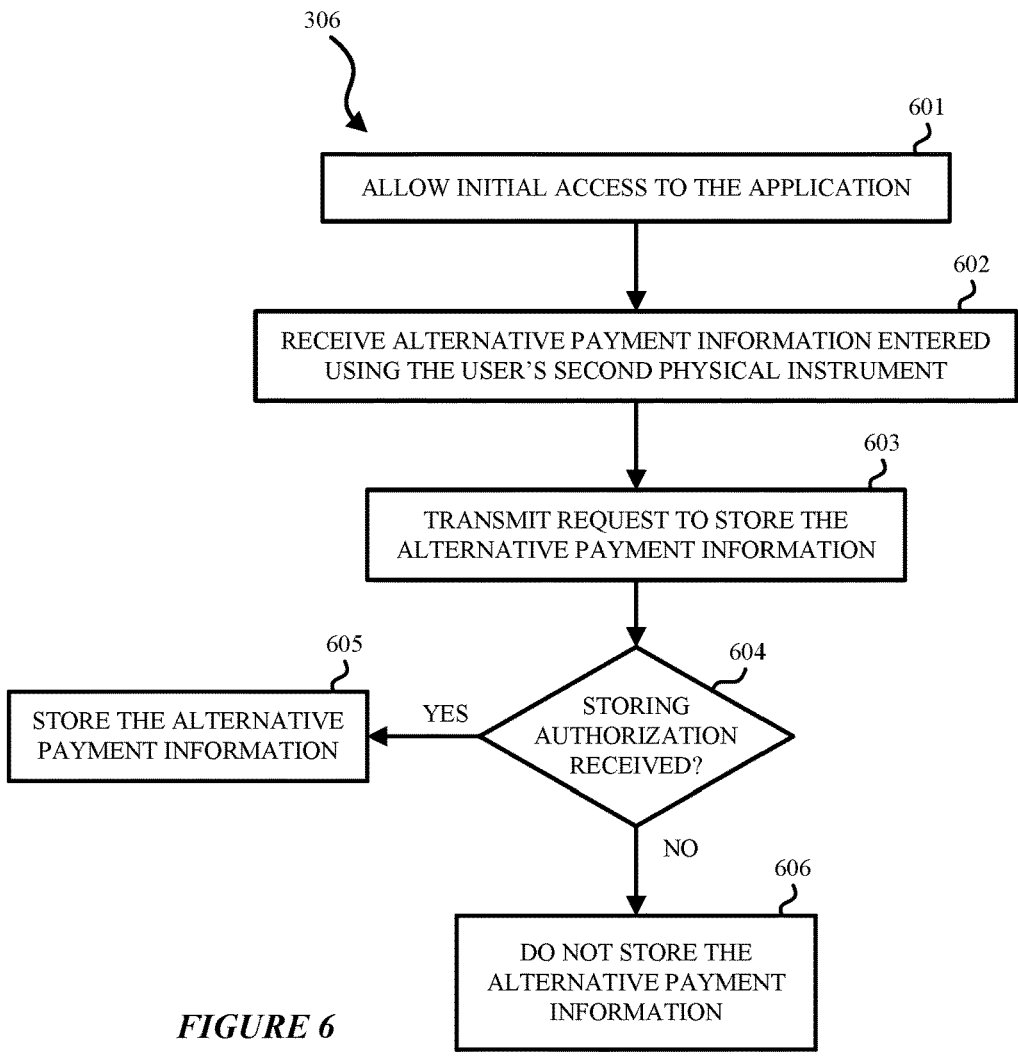 306
601
ALLOW INITIAL ACCESS TO THE APPLICATION
602
RECEIVE ALTERNATIVE PAYMENT INFORMATION ENTERED
USING THE USER'S SECOND PHYSICAL INSTRUMENT
603
TRANSMIT REQUEST TO STORE THE
ALTERNATIVE PAYMENT INFORMATION
604
STORING
AUTHORIZATION
RECEIVED?
YES
605
STORE THE ALTERNATIVE
PAYMENT INFORMATION
NO
606
DO NOT STORE THE
ALTERNATIVE PAYMENT
INFORMATION
FIGURE 6